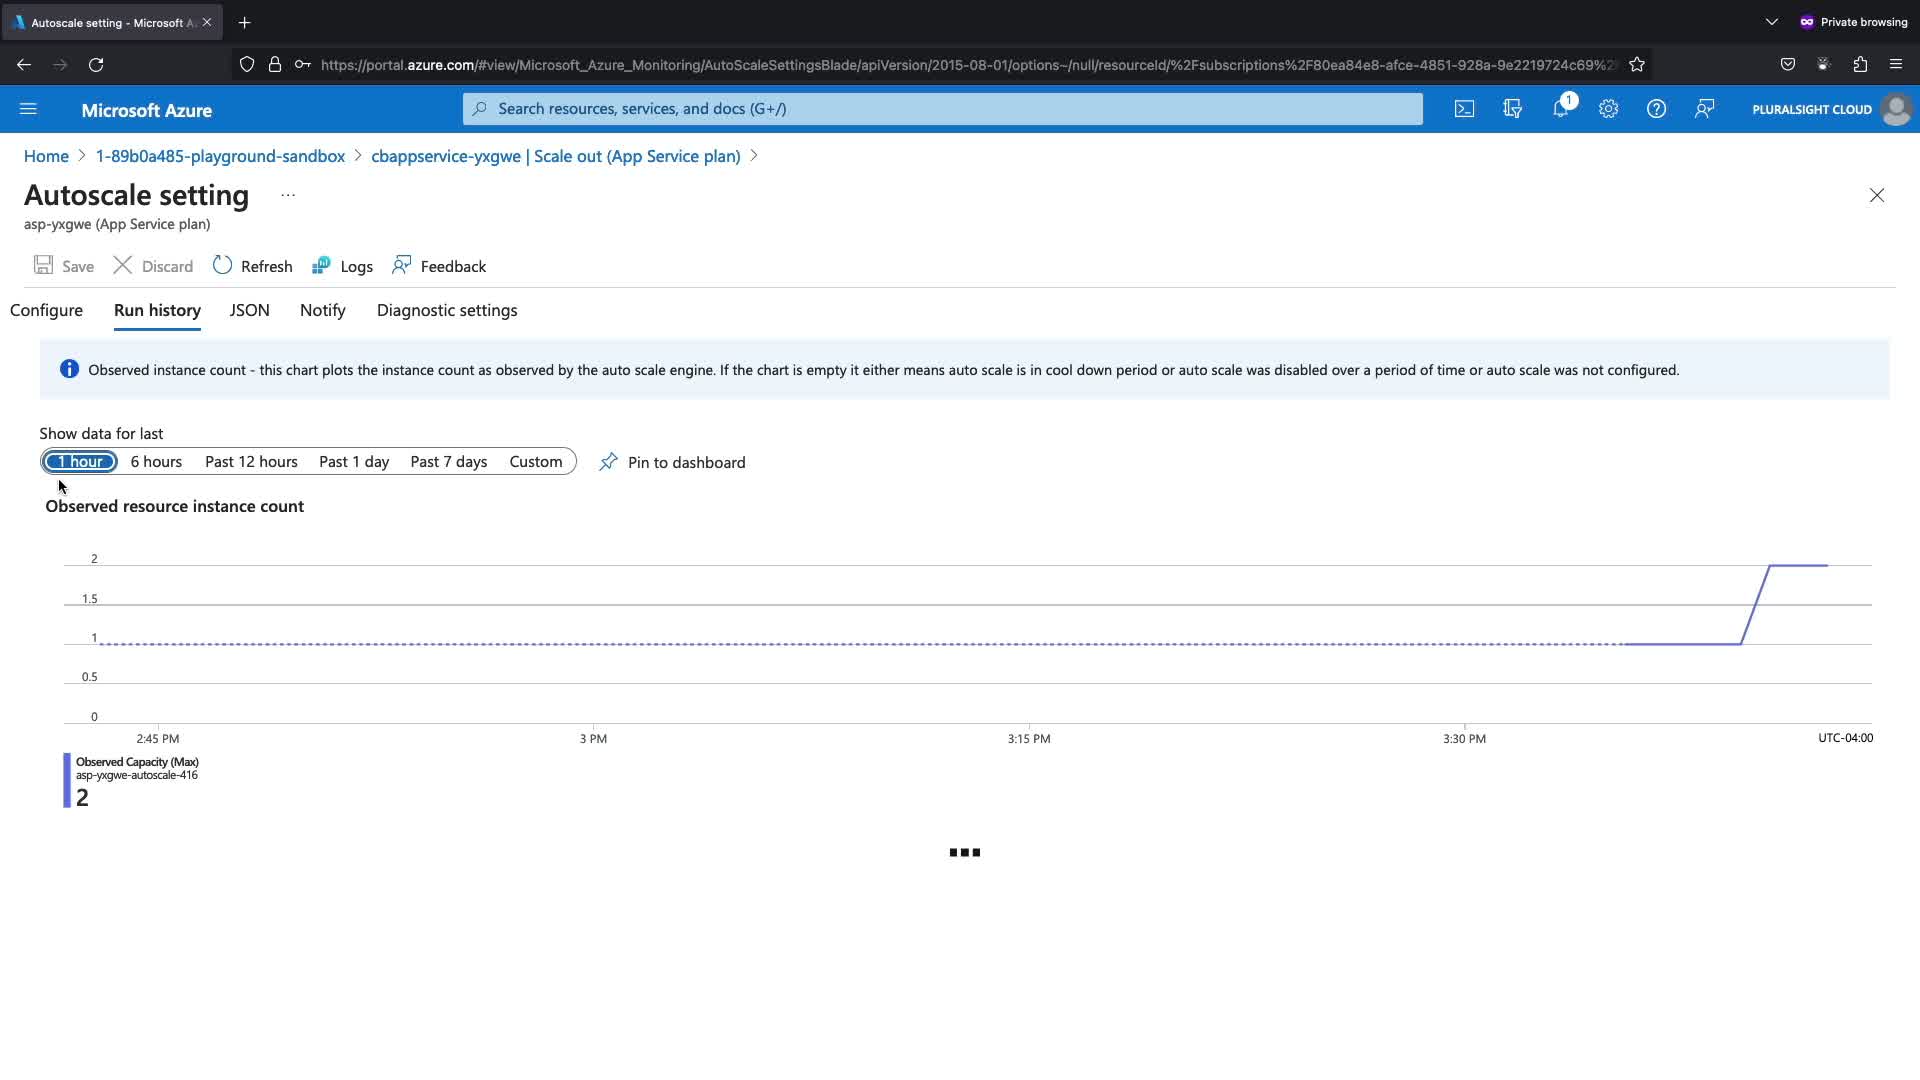 Autoscale setting - Microsoft A
Private browsing
https://portal.azure.com/#view/Microsoft_Azure_Monitoring/AutoScaleSettingsBlade/apiVersion/2015-08-01/options~/null/resourceId/%2Fsubscriptions%2F80ea84e8-afce-4851-928a-9e2219724c69%2F
Microsoft Azure
Search resources, services, and docs (G+/)
1
PLURALSIGHT CLOUD
Home > 1-89b0a485-playground-sandbox > cbappservice-yxgwe | Scale out (App Service plan) >
Autoscale setting ...
asp-yxgwe (App Service plan)
Save Discard Refresh Logs Feedback
Configure Run history JSON Notify Diagnostic settings
Observed instance count - this chart plots the instance count as observed by the auto scale engine. If the chart is empty it either means auto scale is in cool down period or auto scale was disabled over a period of time or auto scale was not configured.
Show data for last
1 hour 6 hours Past 12 hours Past 1 day Past 7 days Custom Pin to dashboard
Observed resource instance count
2
1.5
1
0.5
0
2:45 PM 3 PM 3:15 PM 3:30 PM UTC-04:00
Observed Capacity (Max)
asp-yxgwe-autoscale-416
2